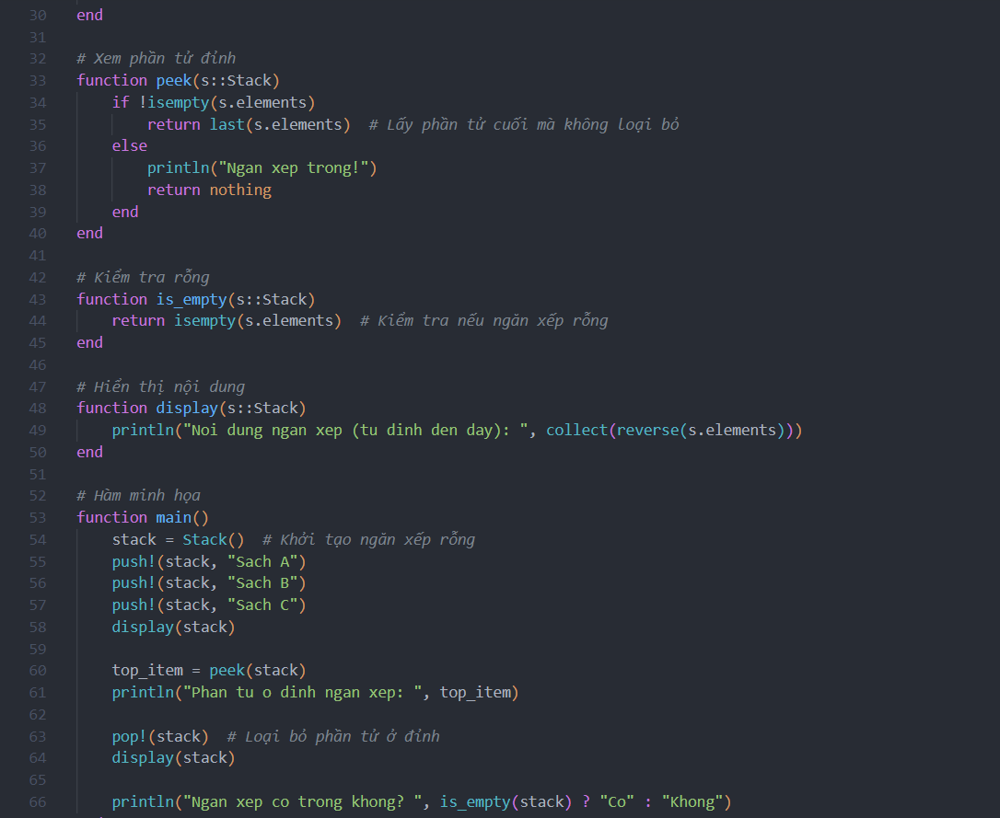 30 end
31
32 # Xem phần tử đỉnh
33 function peek(s::Stack)
34     if !isempty(s.elements)
35         return last(s.elements)  # Lấy phần tử cuối mà không loại bỏ
36     else
37         println("Ngan xep trong!")
38         return nothing
39     end
40 end
41
42 # Kiểm tra rỗng
43 function is_empty(s::Stack)
44     return isempty(s.elements)  # Kiểm tra nếu ngăn xếp rỗng
45 end
46
47 # Hiển thị nội dung
48 function display(s::Stack)
49     println("Noi dung ngan xep (tu dinh den day): ", collect(reverse(s.elements)))
50 end
51
52 # Hàm minh họa
53 function main()
54     stack = Stack()  # Khởi tạo ngăn xếp rỗng
55     push!(stack, "Sach A")
56     push!(stack, "Sach B")
57     push!(stack, "Sach C")
58     display(stack)
59
60     top_item = peek(stack)
61     println("Phan tu o dinh ngan xep: ", top_item)
62
63     pop!(stack)  # Loại bỏ phần tử ở đỉnh
64     display(stack)
65
66     println("Ngan xep co trong khong? ", is_empty(stack) ? "Co" : "Khong")